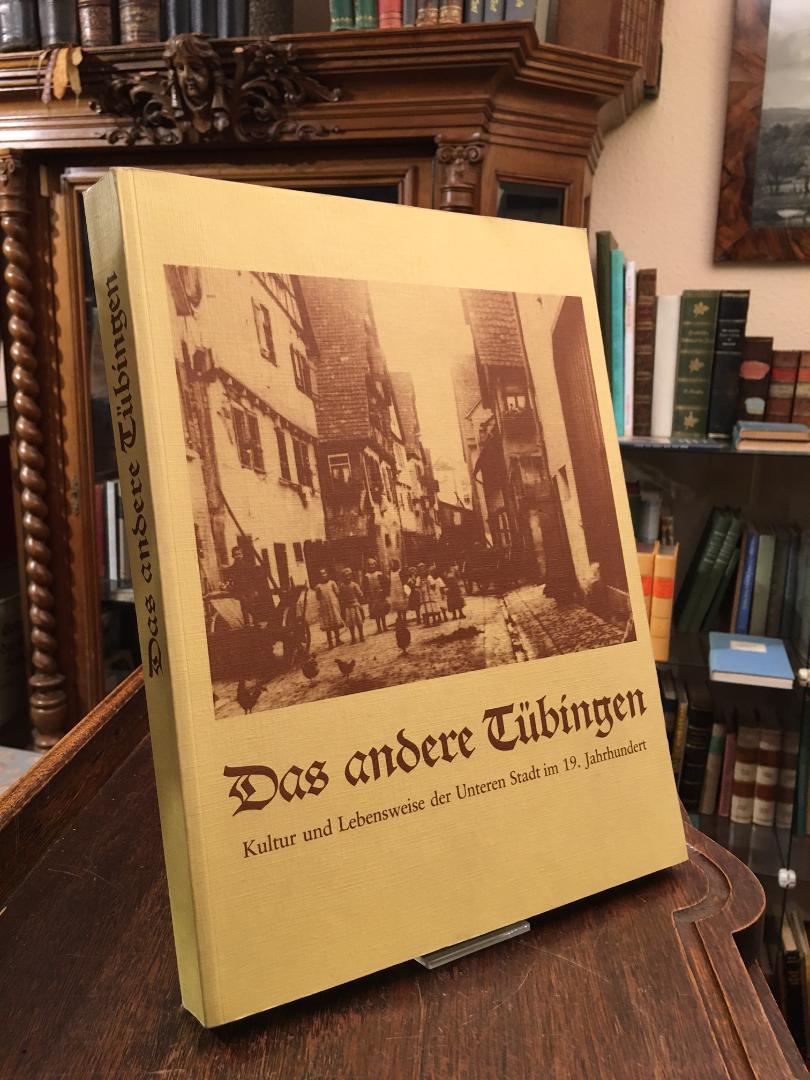 Das andere Tübingen
Das andere Tübingen
Kultur und Lebensweise der Unteren Stadt im 19. Jahrhundert